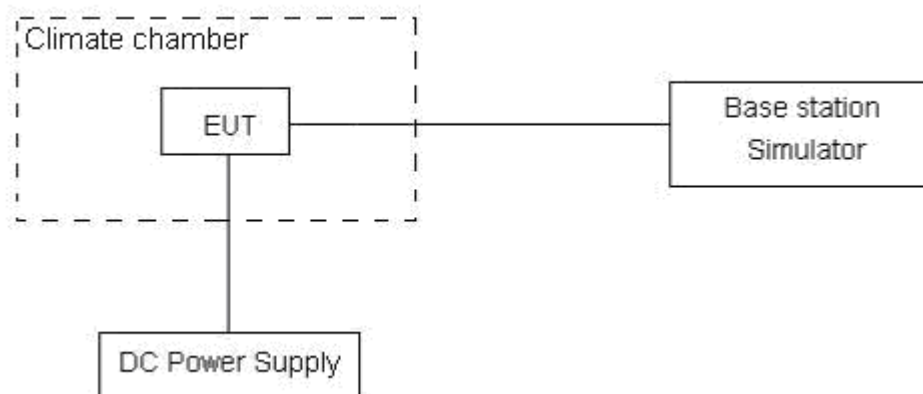 Climate chamber
EUT
Base station
Simulator
DC Power Supply